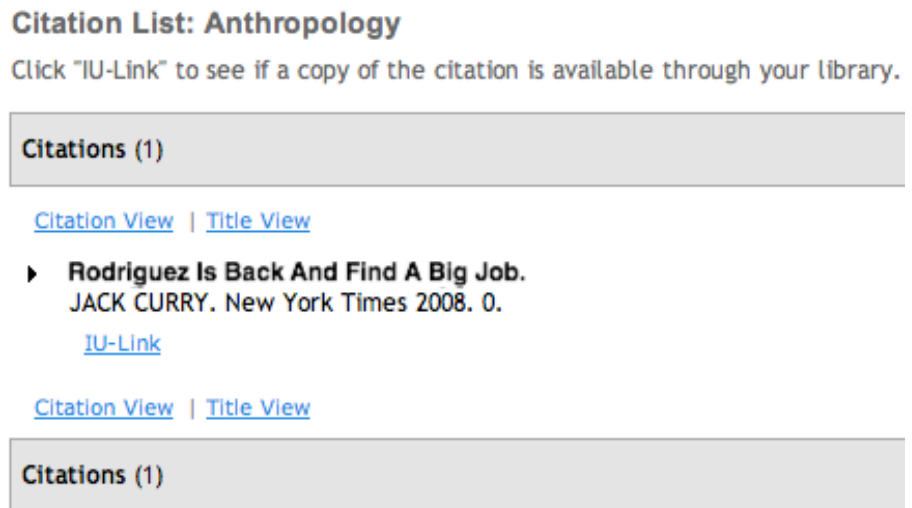 Citation List: Anthropology
Click "IU-Link" to see if a copy of the citation is available through your library.
Citations (1)
Citation View | Title View
Rodriguez Is Back And Find A Big Job.
JACK CURRY. New York Times 2008. 0.
IU-Link
Citation View | Title View
Citations (1)